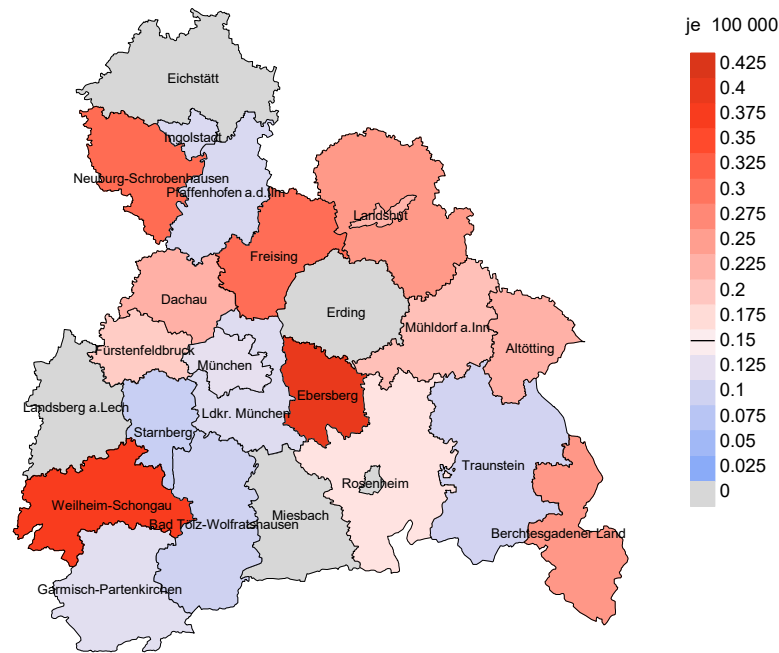 je 100 000
0.425
0.4
0.375
0.35
0.325
0.3
0.275
0.25
0.2
0.175
0.15
0.125
0.1
0.075
0.05
0.025
0
Eichstätt
Ingolstadt
Neuburg-Schrobenhausen
Pfaffenhofen a.d.Ilm
Landshut
Freising
Dachau
Erding
Mühldorf a.Inn
Altötting
Fürstenfeldbruck
München
Ebersberg
Landsberg a.Lech
Ldkr. München
Starnberg
Traunstein
Rosenheim
Weilheim-Schongau
Miesbach
Bad Tölz-Wolfratshausen
Berchtesgadener Land
Garmisch-Partenkirchen